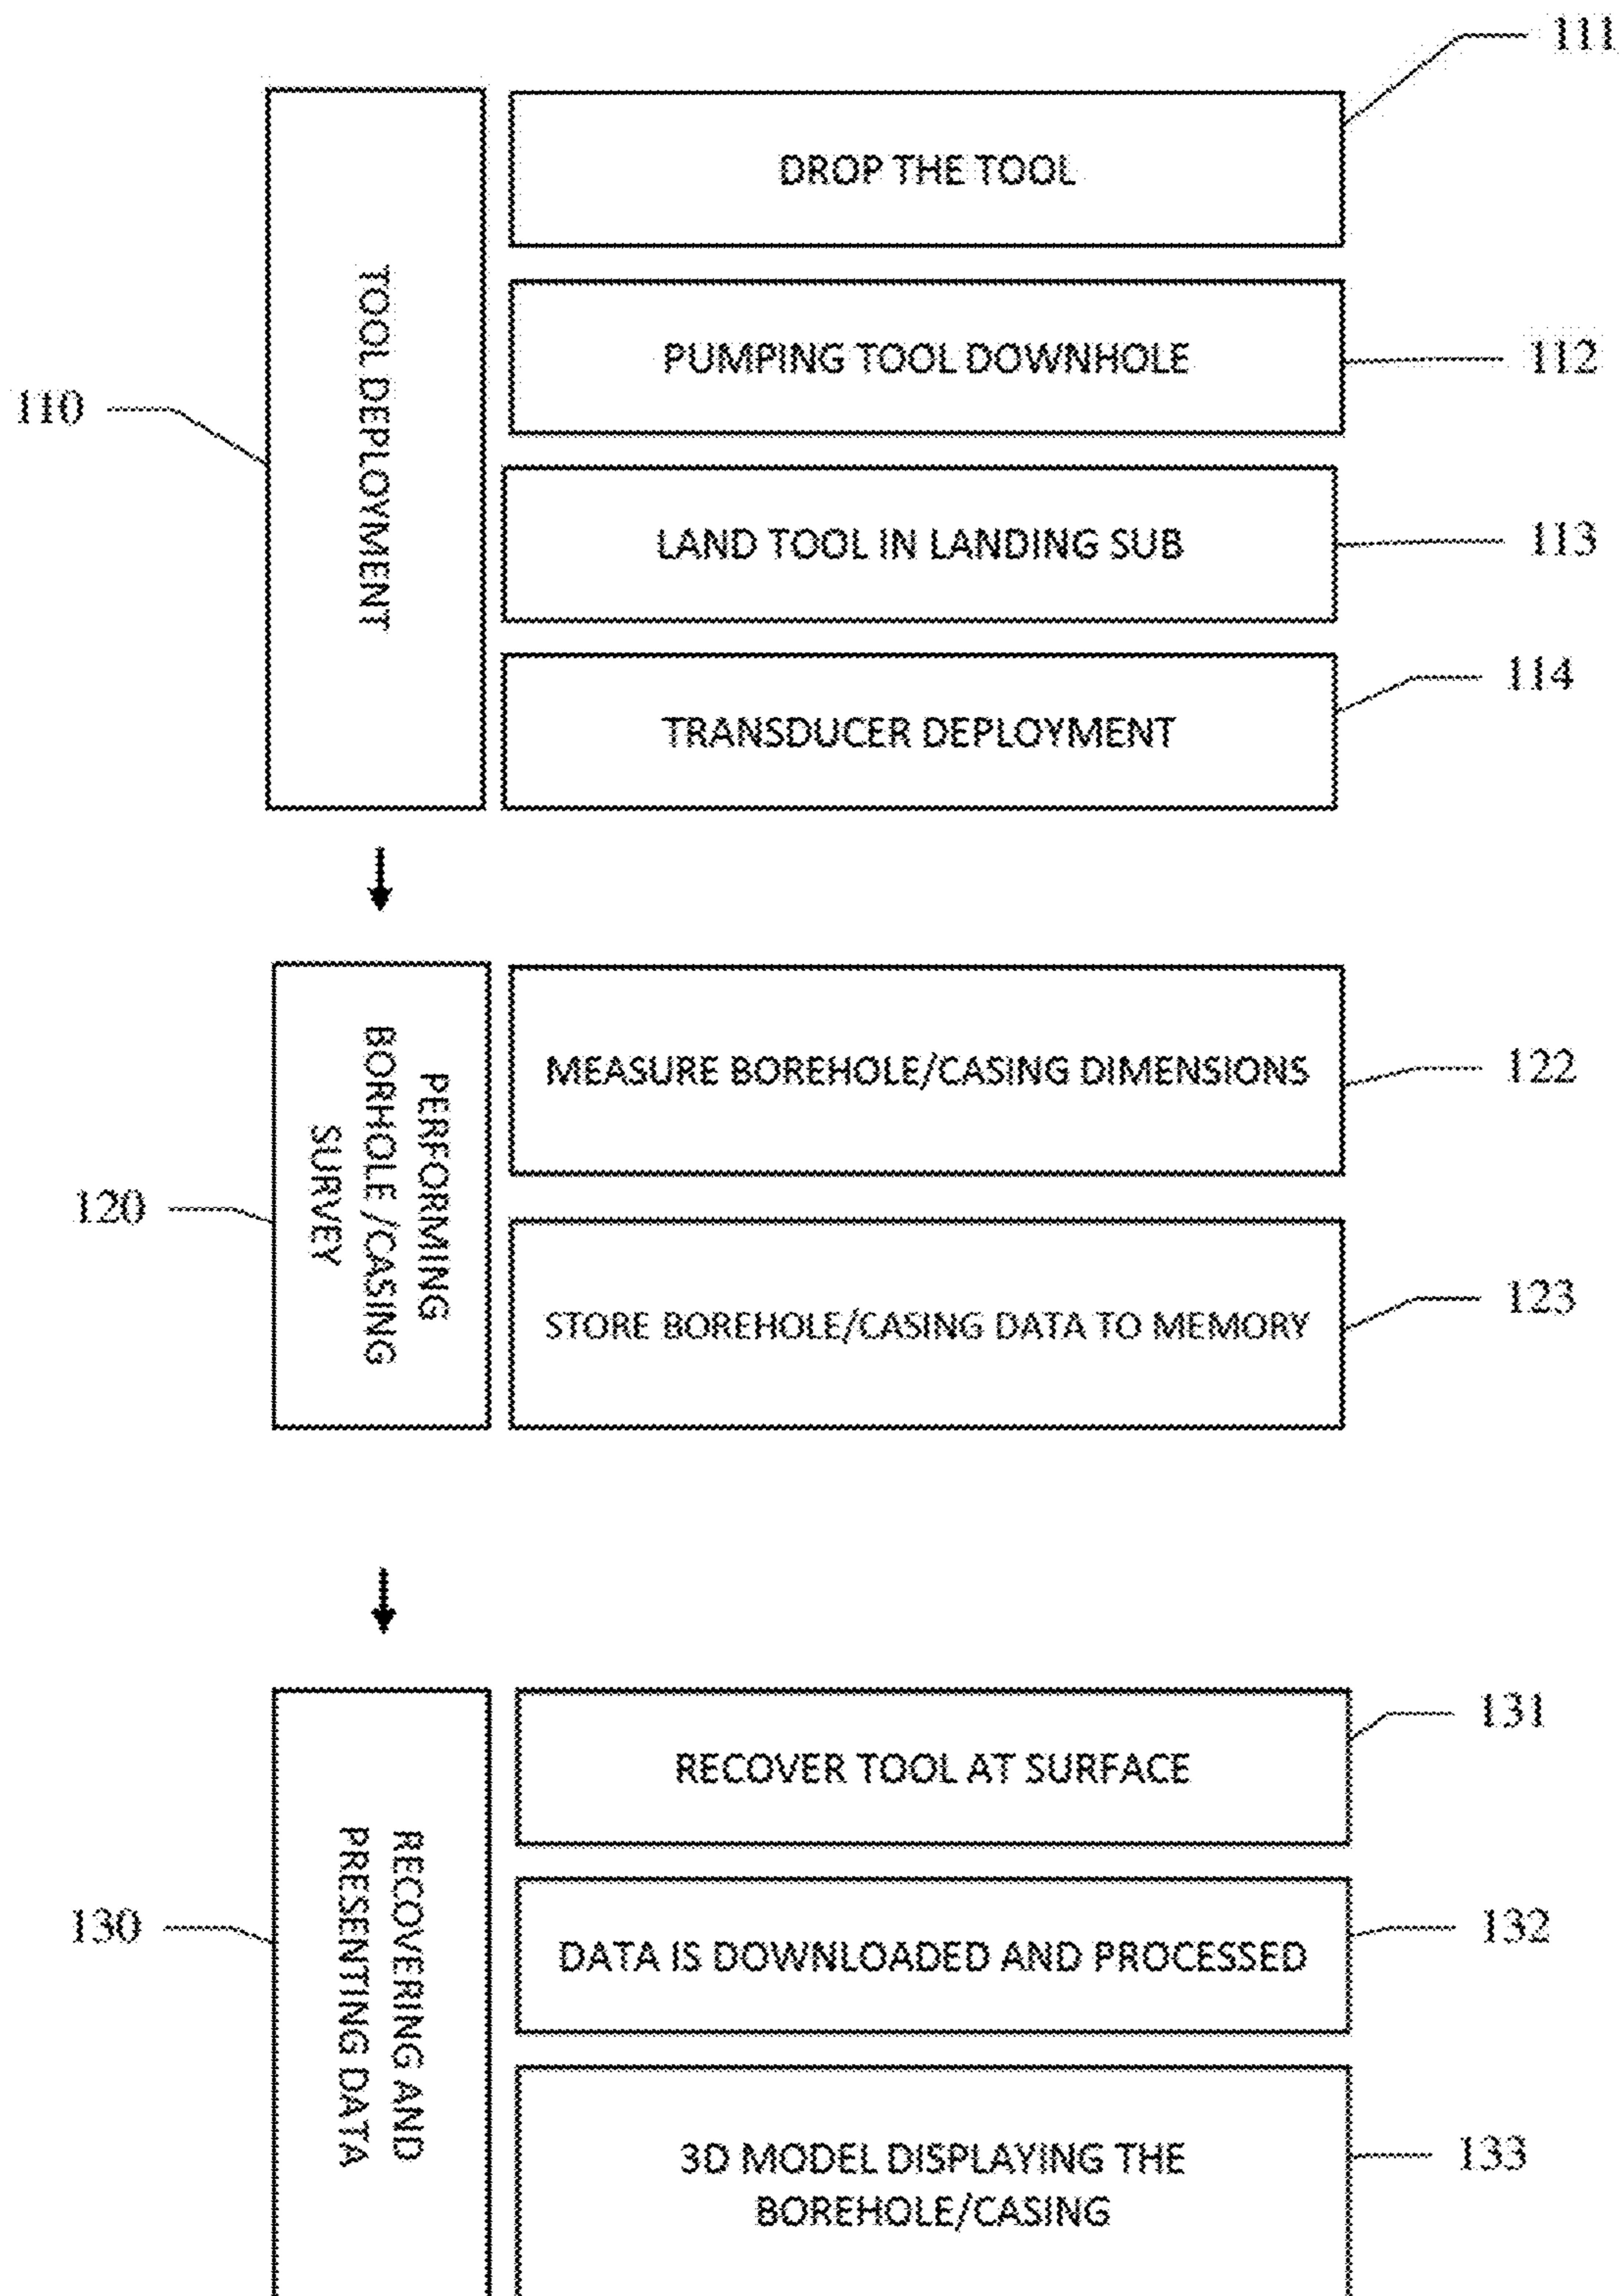 111
DROP THE TOOL
PUMPING TOOL DOWNHOLE
112
110
TOOL DEPLOYMENT
LAND TOOL IN LANDING SUB
113
TRANSDUCER DEPLOYMENT
114
120
PERFORMING
BORHOLE /CASING
SURVEY
MEASURE BOREHOLE/CASING DIMENSIONS
122
STORE BOREHOLE/CASING DATA TO MEMORY
123
130
RECOVERING AND
PRESENTING DATA
RECOVER TOOL AT SURFACE
131
DATA IS DOWNLOADED AND PROCESSED
132
3D MODEL DISPLAYING THE
BOREHOLE/CASING
133